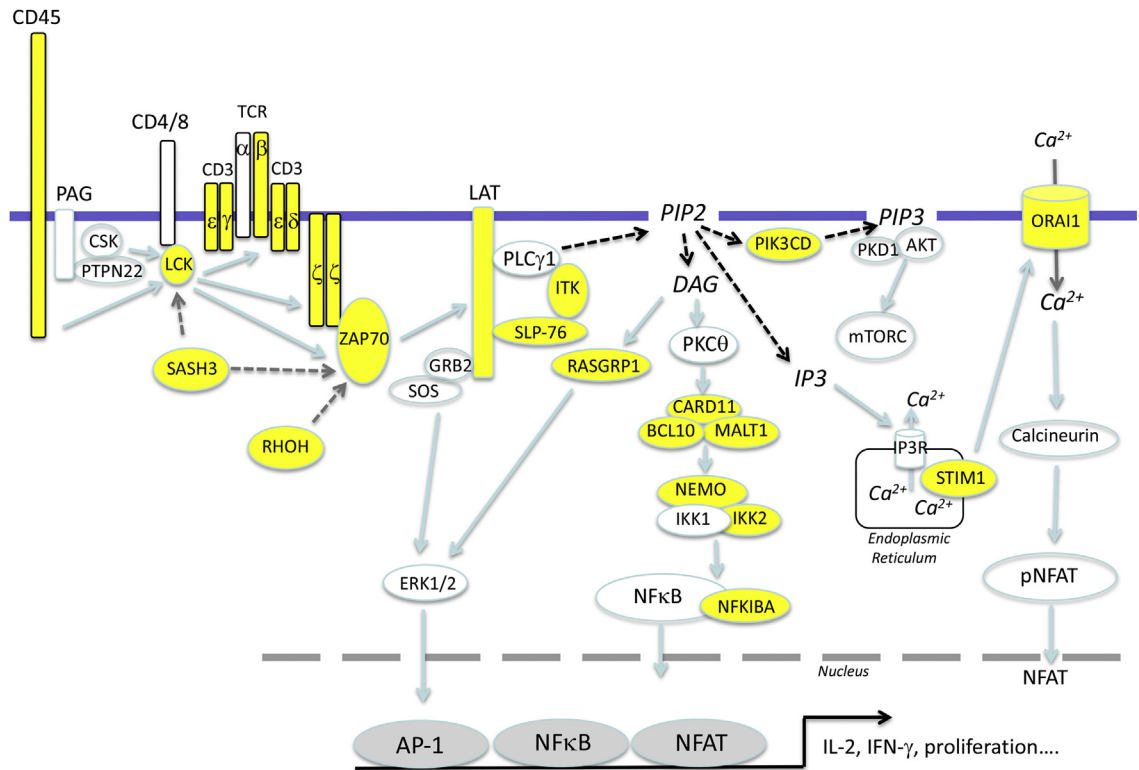 CD45
CD4/8
TCR
α
β
CD3
CD3
ε
γ
ε
δ
ζ
ζ
PAG
CSK
PTPN22
LCK
SASH3
RHOH
ZAP70
LAT
PLCγ1
ITK
SLP-76
GRB2
SOS
RASGRP1
PIP2
DAG
PIK3CD
PIP3
PKD1
AKT
mTORC
PKCθ
IP3
CARD11
BCL10
MALT1
NEMO
IKK1
IKK2
NFκB
NFKIBA
ERK1/2
Ca2+
ORAI1
Ca2+
Ca2+
IP3R
STIM1
Ca2+
Ca2+
Endoplasmic
Reticulum
Calcineurin
pNFAT
Nucleus
NFAT
AP-1
NFκB
NFAT
IL-2, IFN-γ, proliferation....